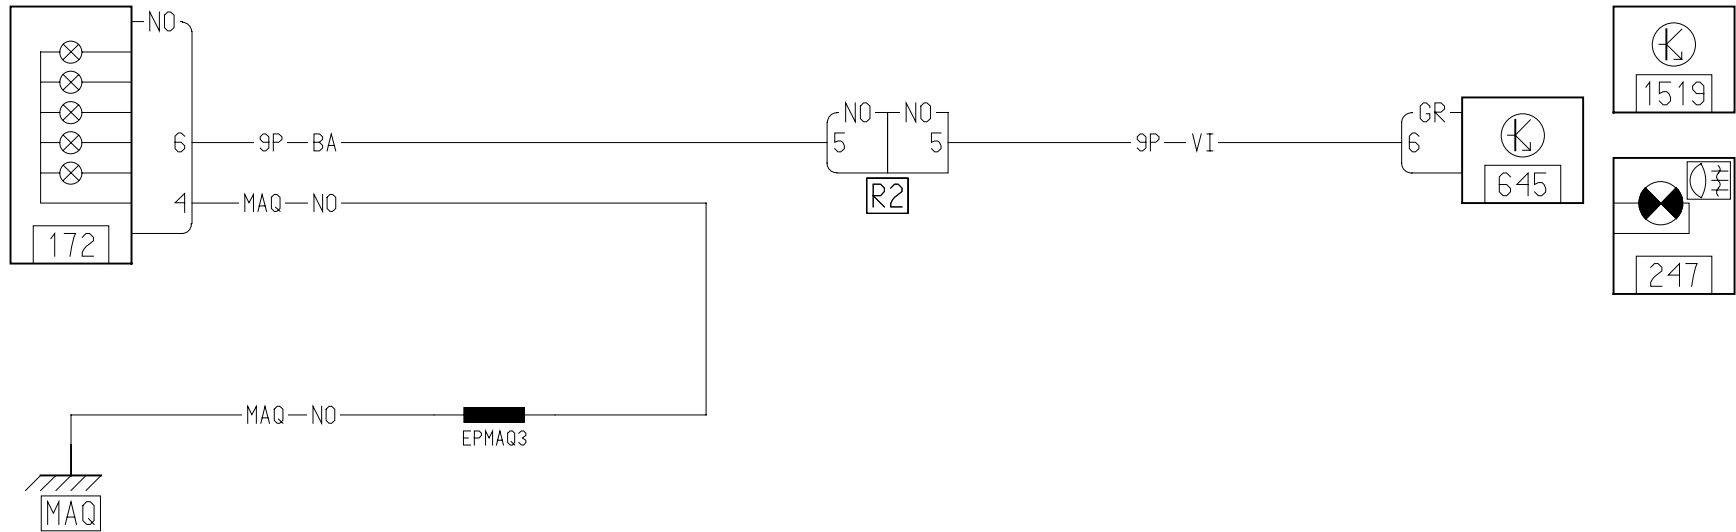 NO
6 9P BA
4 MAQ NO
172
NO NO
5 5
R2
9P VI
GR
6
645
1519
247
MAQ NO
EPMAQ3
MAQ